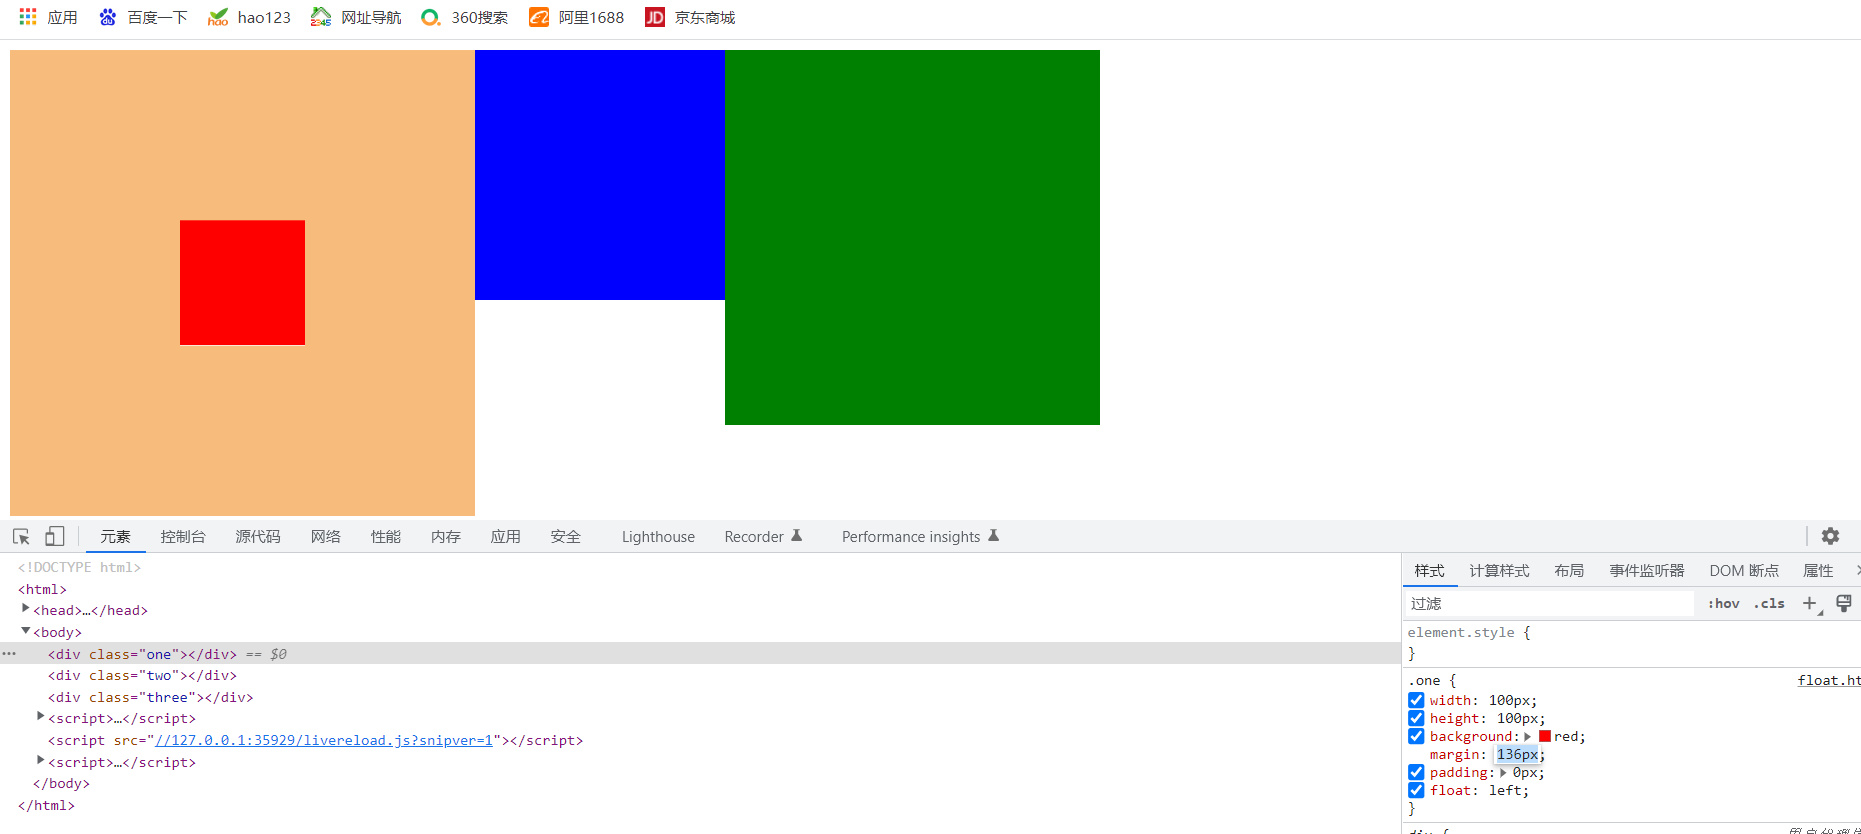 应用 百度一下 hao123 网址导航 360搜索 阿里1688 京东商城
元素 控制台 源代码 网络 性能 内存 应用 安全 Lighthouse Recorder Performance insights
<!DOCTYPE html>
<html>
<head>…</head>
<body>
<div class="one"></div> == $0
<div class="two"></div>
<div class="three"></div>
<script>…</script>
<script src="//127.0.0.1:35929/livereload.js?snipver=1"></script>
<script>…</script>
</body>
</html>
样式 计算样式 布局 事件监听器 DOM 断点 属性
过滤 :hov .cls
element.style {
}
.one { float.ht
width: 100px;
height: 100px;
background: red;
margin: 136px;
padding: 0px;
float: left;
}